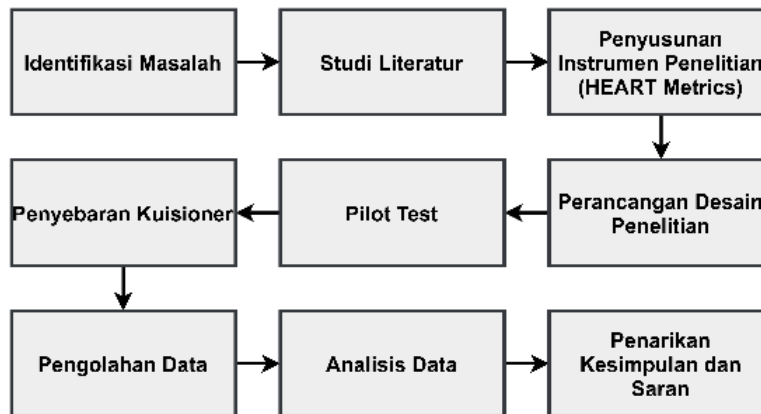 Identifikasi Masalah
Studi Literatur
Penyusunan
Instrumen Penelitian
(HEART Metrics)
Perancangan Desain
Penelitian
Pilot Test
Penyebaran Kuisioner
Pengolahan Data
Analisis Data
Penarikan
Kesimpulan dan
Saran